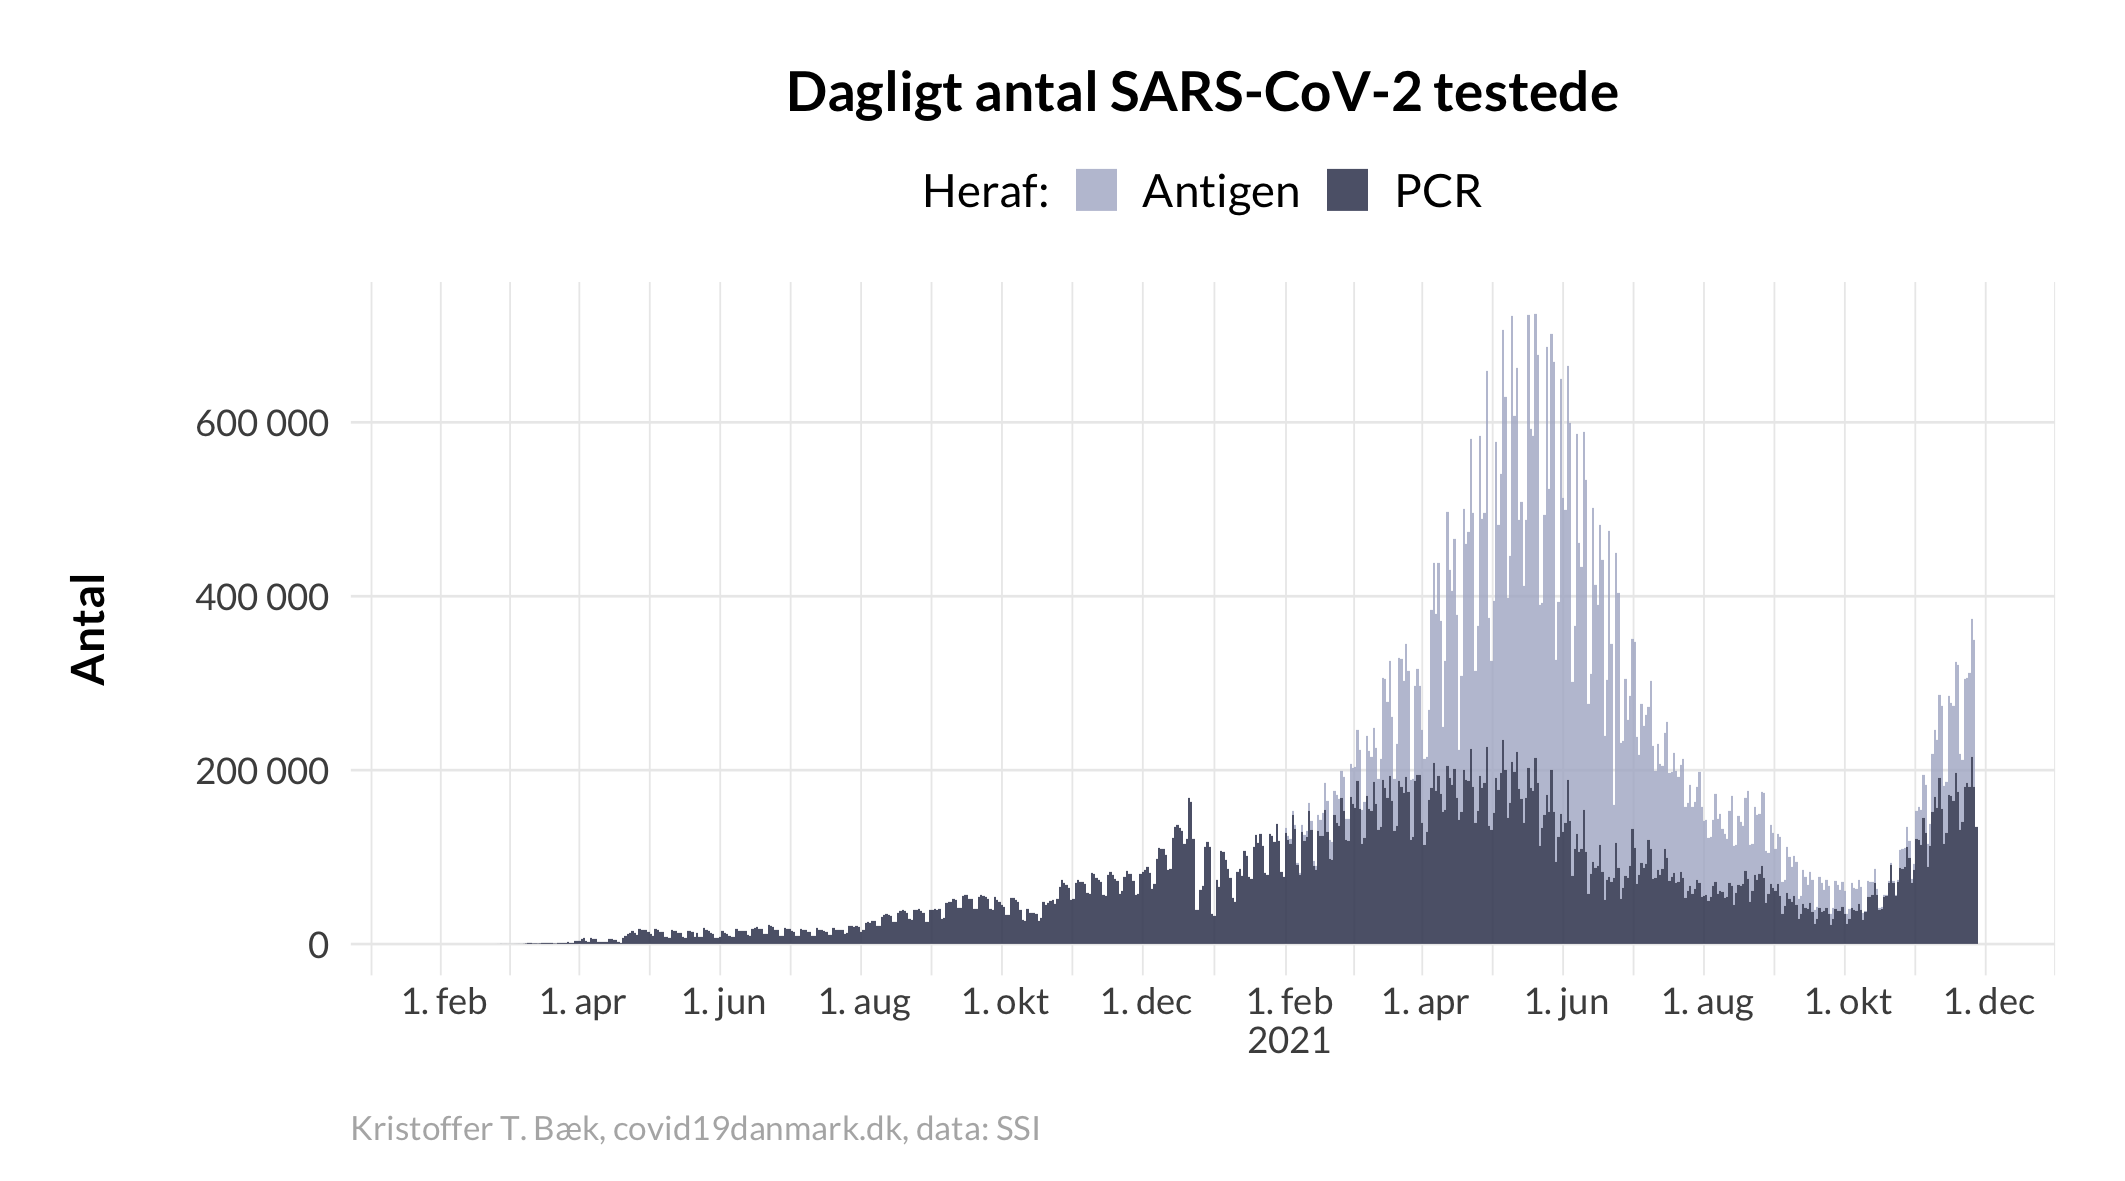 Dagligt antal SARS-CoV-2 testede
Heraf: Antigen PCR
Antal
600 000
400 000
200 000
0
1. feb 1. apr 1. jun 1. aug 1. okt 1. dec 1. feb 1. apr 1. jun 1. aug 1. okt 1. dec
2021
Kristoffer T. Bæk, covid19danmark.dk, data: SSI